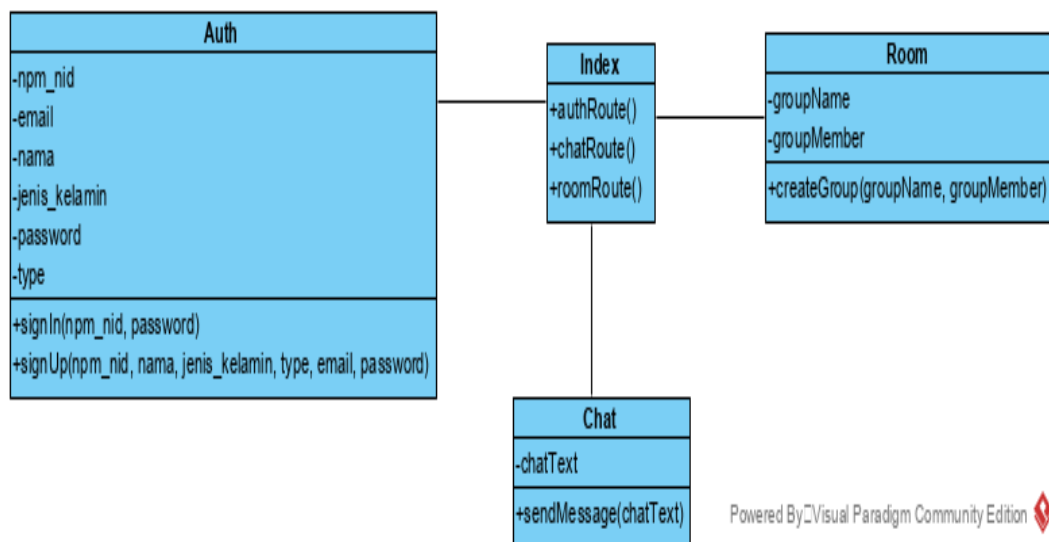 Auth
-npm_nid
-email
-nama
-jenis_kelamin
-password
-type
+signIn(npm_nid, password)
+signUp(npm_nid, nama, jenis_kelamin, type, email, password)
Index
+authRoute()
+chatRoute()
+roomRoute()
Room
-groupName
-groupMember
+createGroup(groupName, groupMember)
Chat
-chatText
+sendMessage(chatText)
Powered By□Visual Paradigm Community Edition